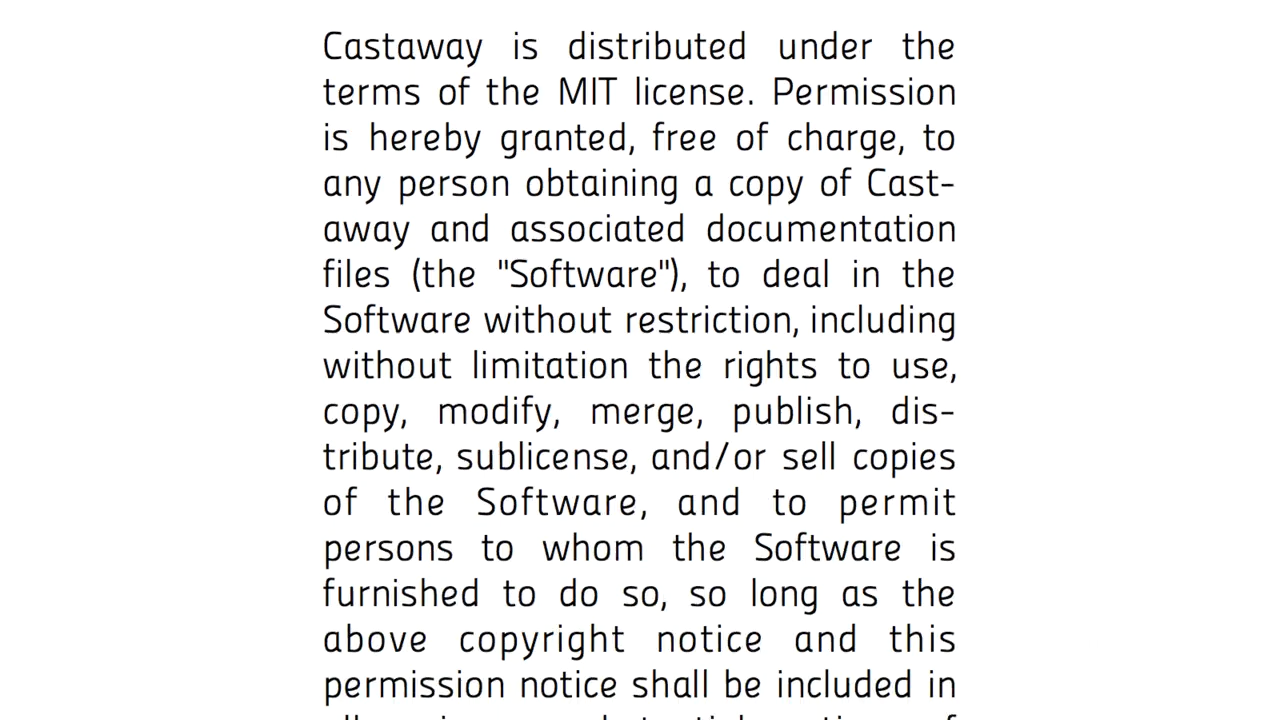 Castaway is distributed under the
terms of the MIT license. Permission
is hereby granted, free of charge, to
any person obtaining a copy of Cast-
away and associated documentation
files (the "Software"), to deal in the
Software without restriction, including
without limitation the rights to use,
copy, modify, merge, publish, dis-
tribute, sublicense, and/or sell copies
of the Software, and to permit
persons to whom the Software is
furnished to do so, so long as the
above copyright notice and this
permission notice shall be included in